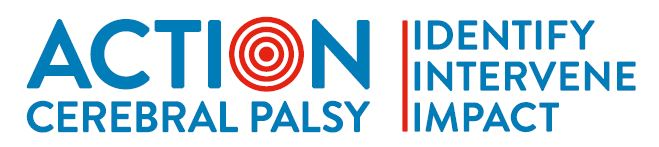 ACTION
CEREBRAL PALSY
IDENTIFY
INTERVENE
IMPACT